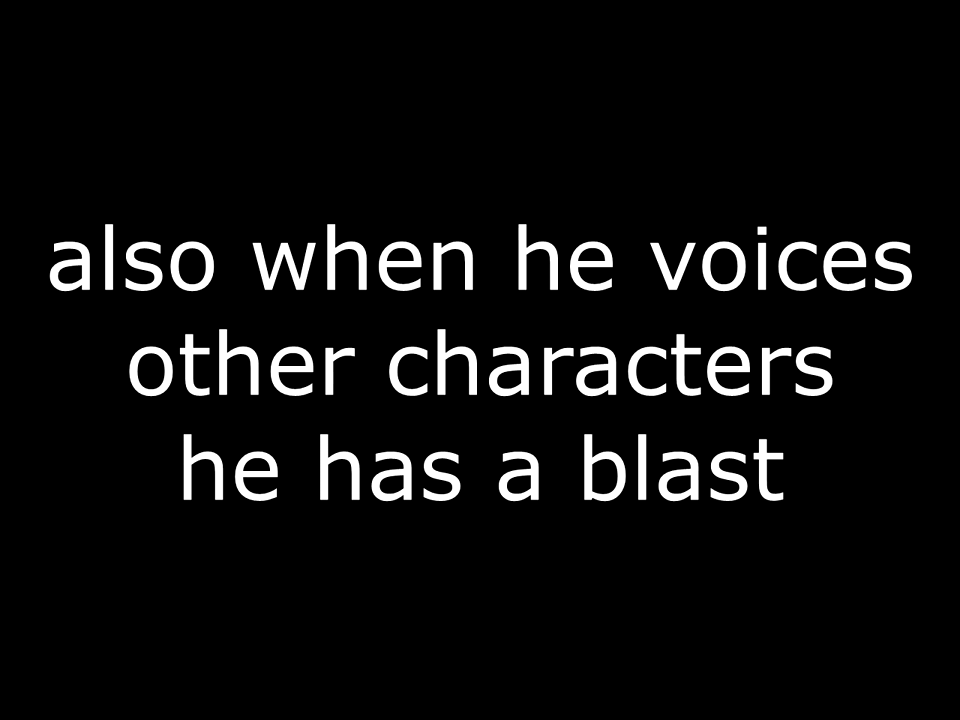 also when he voices
other characters
he has a blast